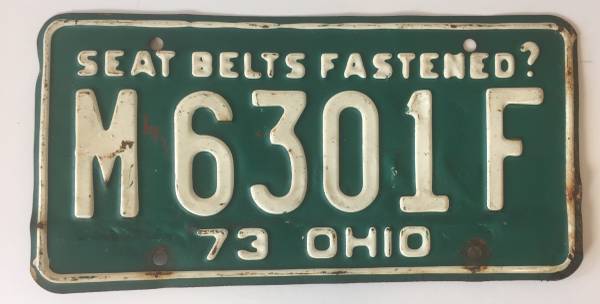 SEAT BELTS FASTENED?
M6301F
73 OHIO